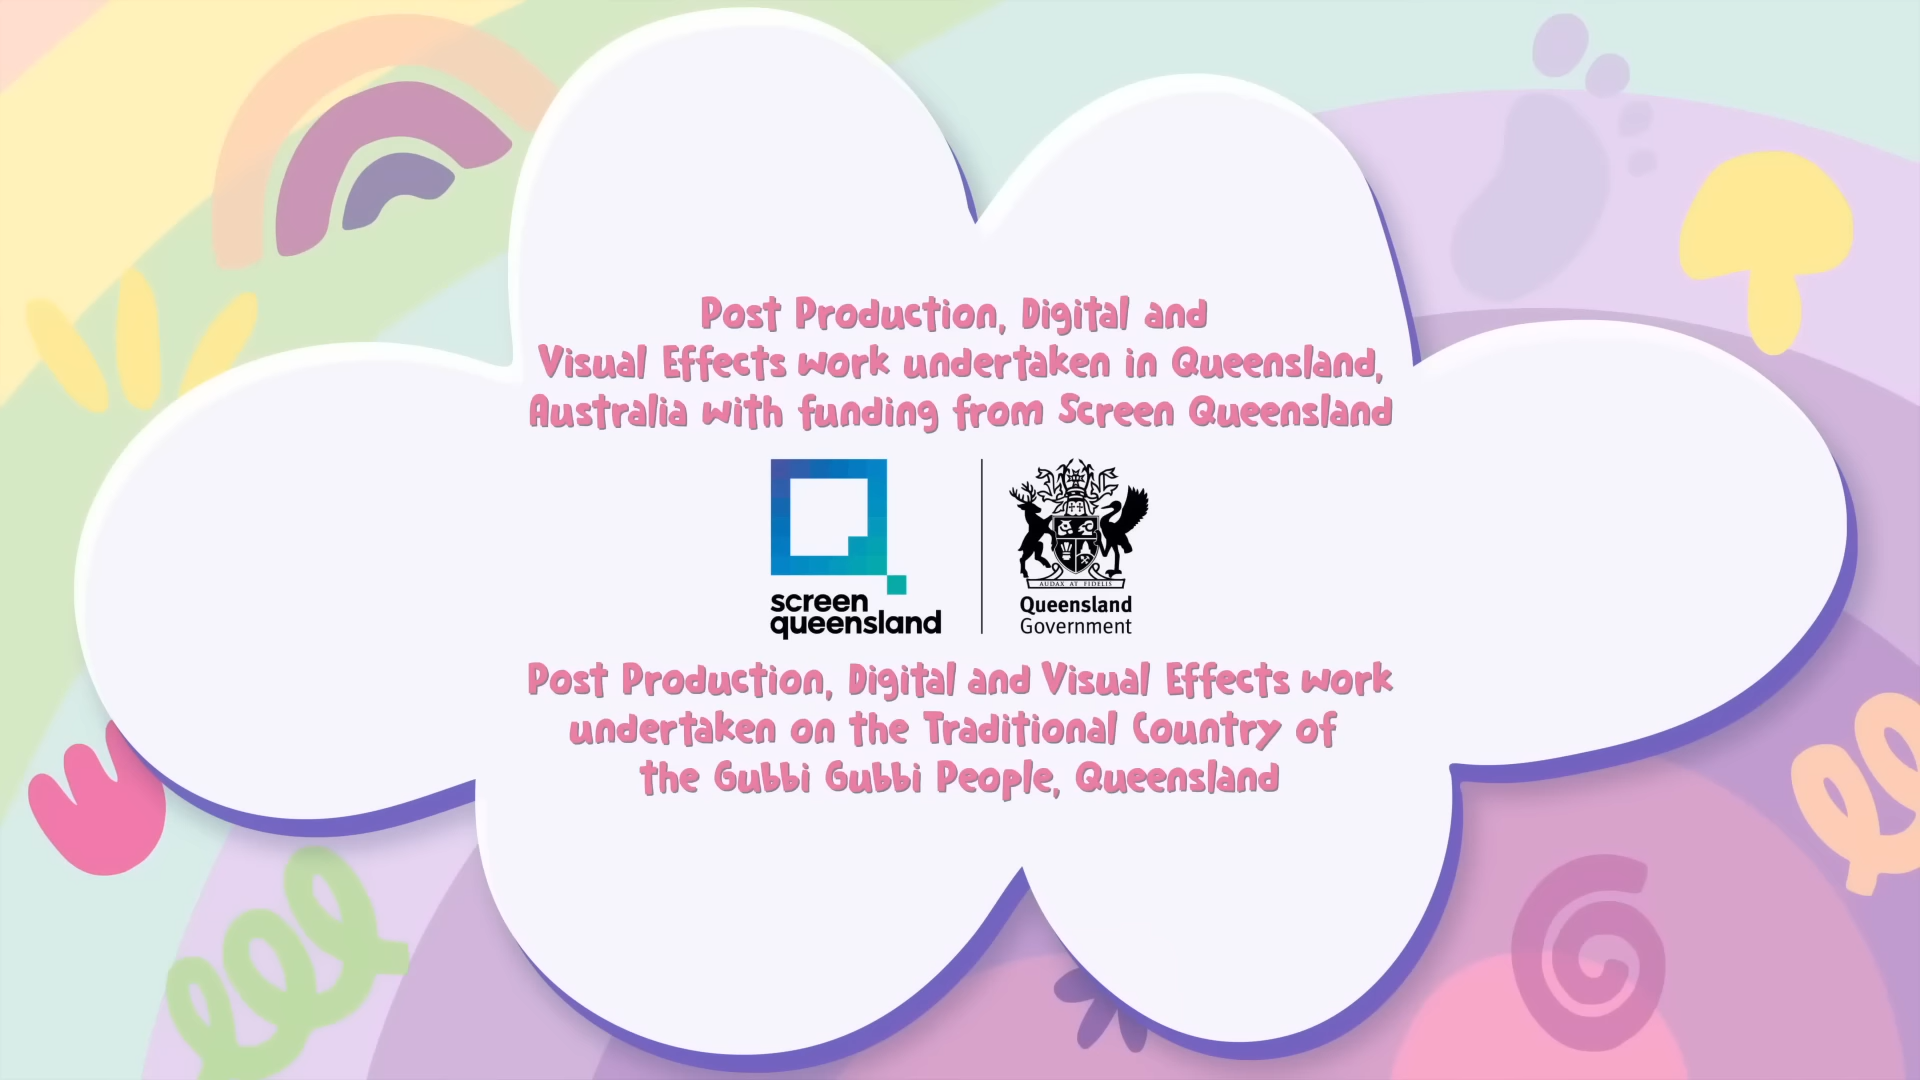 Post Production, Digital and
Visual Effects work undertaken in Queensland,
Australia with funding from Screen Queensland
screen
queensland
AUDAX AT FIDELIS
Queensland
Government
Post Production, Digital and Visual Effects work
undertaken on the Traditional Country of
the Gubbi Gubbi People, Queensland